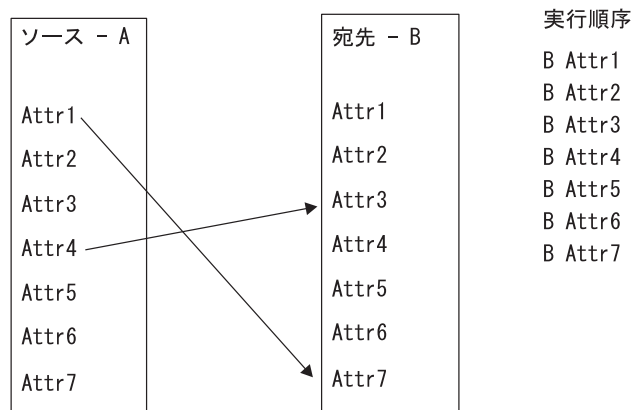 ソース - A
Attr1
Attr2
Attr3
Attr4
Attr5
Attr6
Attr7
宛先 - B
Attr1
Attr2
Attr3
Attr4
Attr5
Attr6
Attr7
実行順序
B Attr1
B Attr2
B Attr3
B Attr4
B Attr5
B Attr6
B Attr7